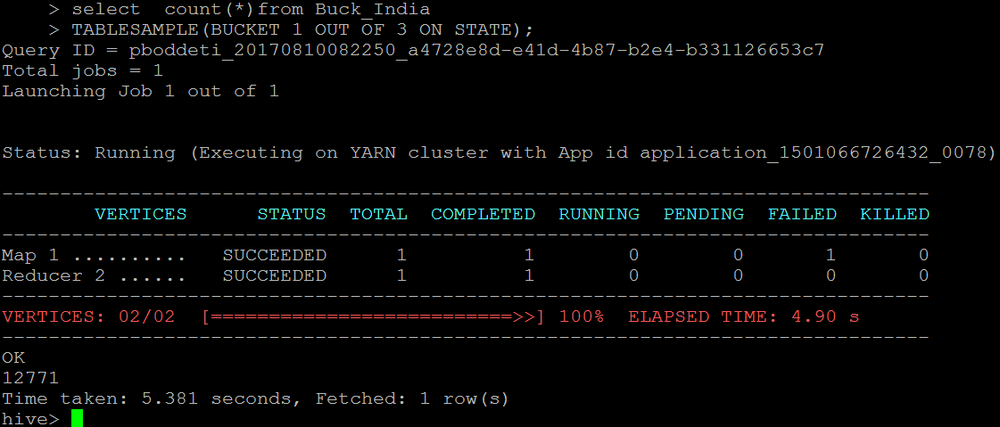 > select  count(*)from Buck_India
> TABLESAMPLE(BUCKET 1 OUT OF 3 ON STATE);
Query ID = pboddeti_20170810082250_a4728e8d-e41d-4b87-b2e4-b331126653c7
Total jobs = 1
Launching Job 1 out of 1
Status: Running (Executing on YARN cluster with App id application_1501066726432_0078)
--------------------------------------------------------------------------------
        VERTICES      STATUS  TOTAL  COMPLETED  RUNNING  PENDING  FAILED  KILLED
--------------------------------------------------------------------------------
Map 1 ..........   SUCCEEDED      1          1        0        0       1       0
Reducer 2 ......   SUCCEEDED      1          1        0        0       0       0
--------------------------------------------------------------------------------
VERTICES: 02/02  [==========================>>] 100%  ELAPSED TIME: 4.90 s
--------------------------------------------------------------------------------
OK
12771
Time taken: 5.381 seconds, Fetched: 1 row(s)
hive>